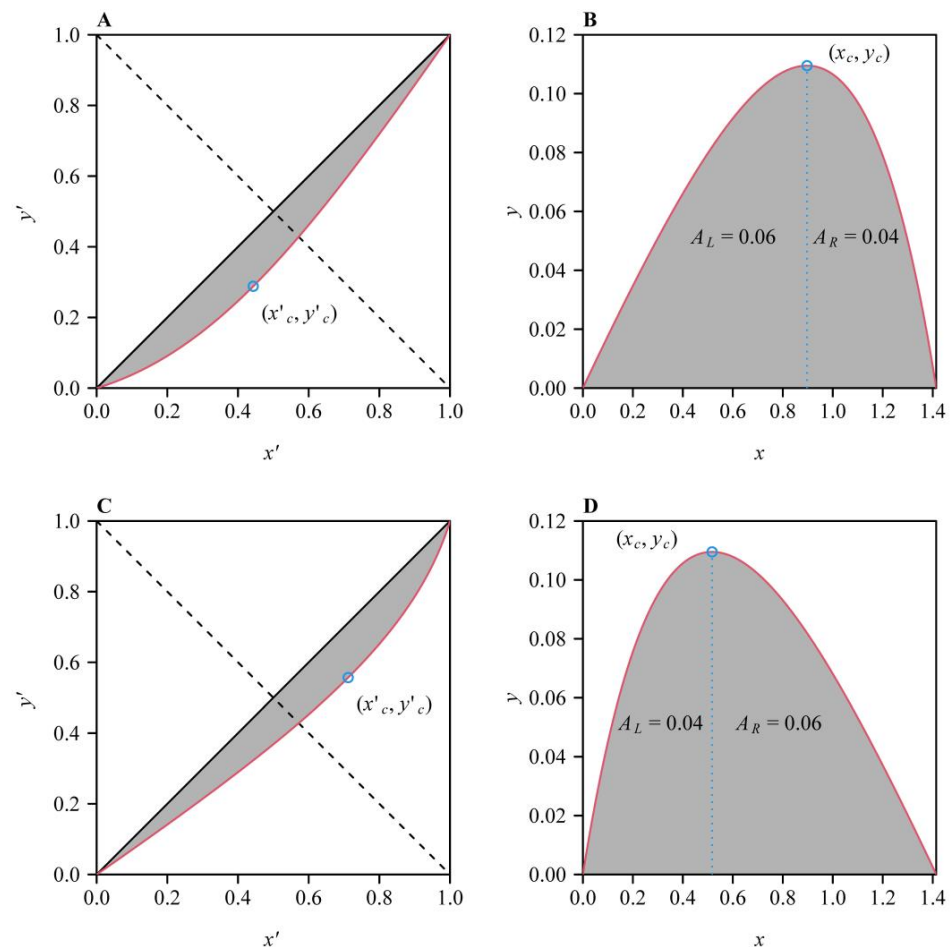 A
1.0
0.8
0.6
0.4
0.2
0.0
y′
(x'c, y'c)
0.0 0.2 0.4 0.6 0.8 1.0
x′
B
0.12
0.10
0.08
0.06
0.04
0.02
0.00
y
(xc, yc)
AL = 0.06
AR = 0.04
0.0 0.2 0.4 0.6 0.8 1.0 1.2 1.4
x
C
1.0
0.8
0.6
0.4
0.2
0.0
y′
(x'c, y'c)
0.0 0.2 0.4 0.6 0.8 1.0
x′
D
0.12
0.10
0.08
0.06
0.04
0.02
0.00
y
(xc, yc)
AL = 0.04
AR = 0.06
0.0 0.2 0.4 0.6 0.8 1.0 1.2 1.4
x